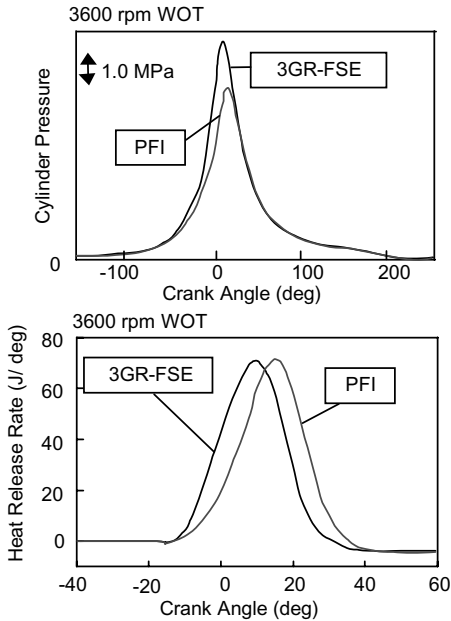 3600 rpm WOT
1.0 MPa
3GR-FSE
PFI
Cylinder Pressure
0
-100 0 100 200
Crank Angle (deg)
3600 rpm WOT
80
3GR-FSE
PFI
60
40
20
0
Heat Release Rate (J/ deg)
-40 -20 0 20 40 60
Crank Angle (deg)